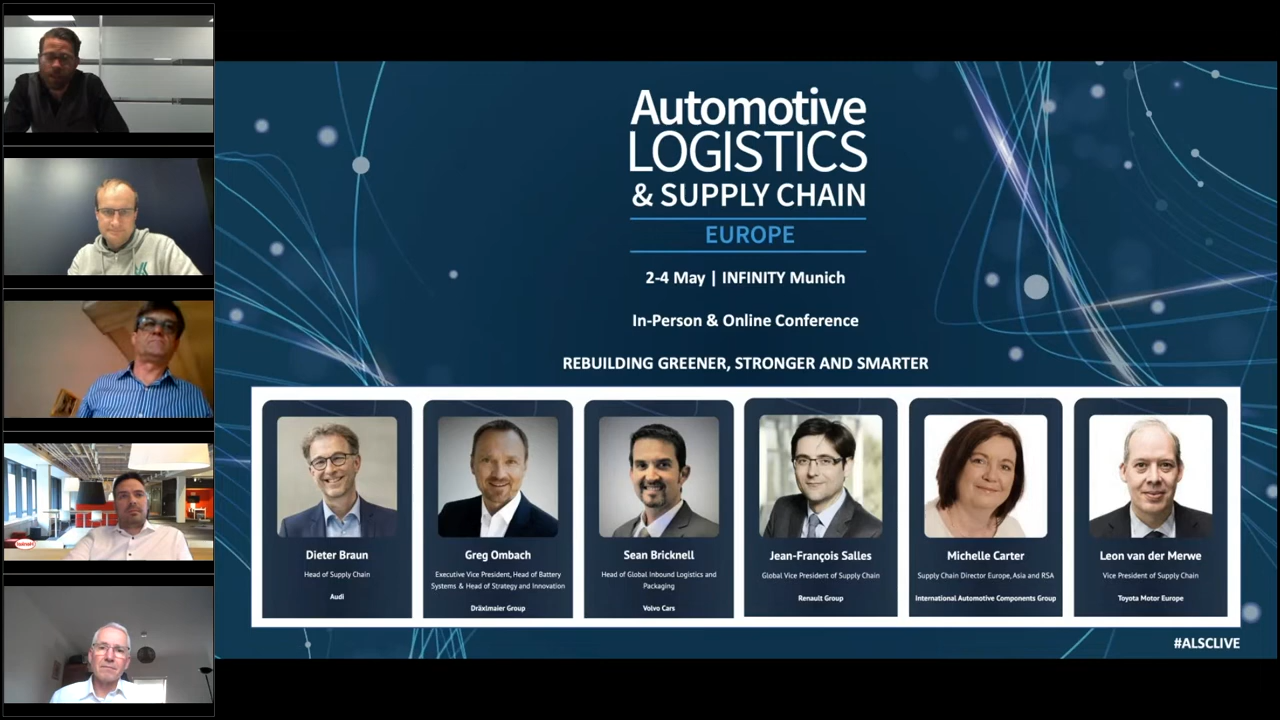 Automotive
LOGISTICS
& SUPPLY CHAIN
EUROPE
2-4 May | INFINITY Munich
In-Person & Online Conference
REBUILDING GREENER, STRONGER AND SMARTER
Dieter Braun
Head of Supply Chain
Audi
Greg Ombach
Executive Vice President, Head of Battery
Systems & Head of Strategy and Innovation
Dräxlmaier Group
Sean Bricknell
Head of Global Inbound Logistics and
Packaging
Volvo Cars
Jean-François Salles
Global Vice President of Supply Chain
Renault Group
Michelle Carter
Supply Chain Director Europe, Asia and RSA
International Automotive Components Group
Leon van der Merwe
Vice President of Supply Chain
Toyota Motor Europe
#ALSCLIVE